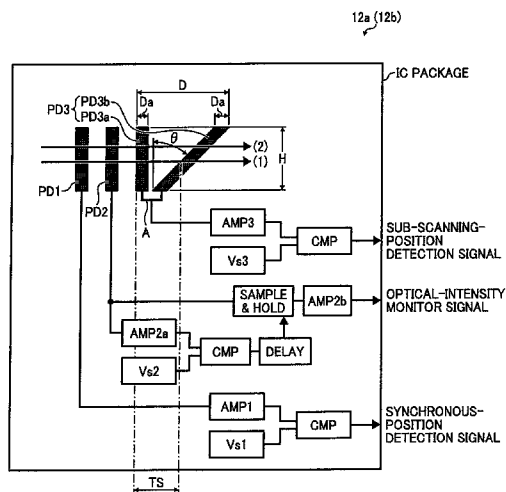 12a (12b)
IC PACKAGE
D
PD3b
PD3
PD3a
Da
Da
θ
H
(2)
(1)
PD1
PD2
A
AMP3
Vs3
CMP
SUB-SCANNING-
POSITION
DETECTION SIGNAL
SAMPLE
& HOLD
AMP2b
OPTICAL-INTENSITY
MONITOR SIGNAL
AMP2a
Vs2
CMP
DELAY
AMP1
Vs1
CMP
SYNCHRONOUS-
POSITION
DETECTION SIGNAL
TS